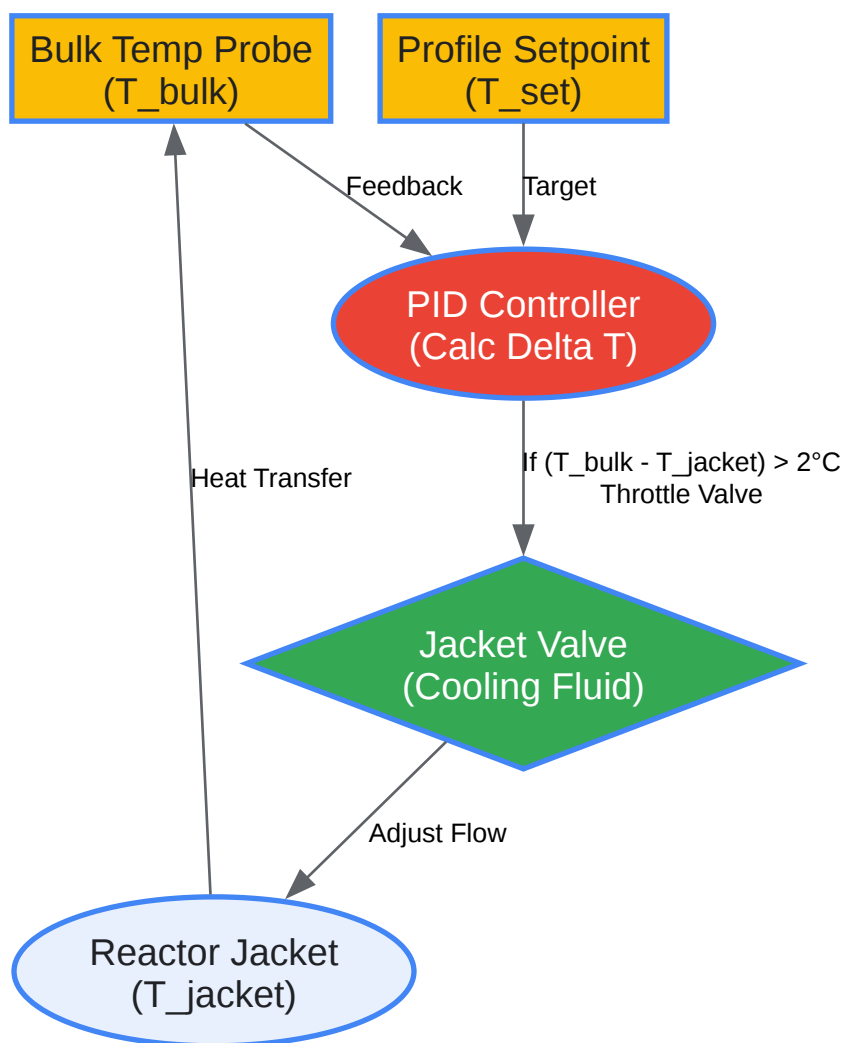 Bulk Temp Probe
(T_bulk)
Profile Setpoint
(T_set)
Feedback
Target
PID Controller
(Calc Delta T)
If (T_bulk - T_jacket) > 2°C
Throttle Valve
Heat Transfer
Jacket Valve
(Cooling Fluid)
Adjust Flow
Reactor Jacket
(T_jacket)